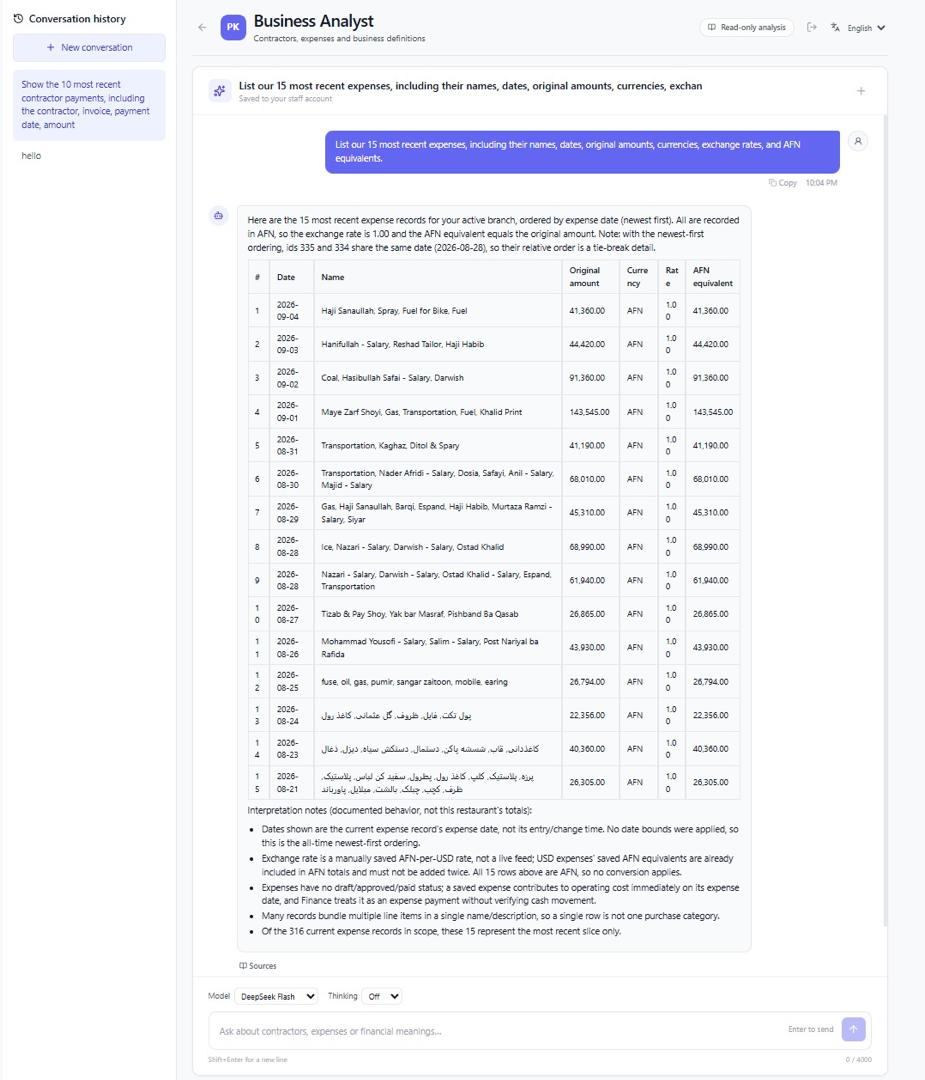 Conversation history
+ New conversation
Show the 10 most recent
contractor payments, including
the contractor, invoice, payment
date, amount
hello
PK
Business Analyst
Contractors, expenses and business definitions
Read-only analysis
English
List our 15 most recent expenses, including their names, dates, original amounts, currencies, exchan
Saved to your staff account
List our 15 most recent expenses, including their names, dates, original amounts, currencies, exchange rates, and AFN
equivalents.
Copy 10:04 PM
Here are the 15 most recent expense records for your active branch, ordered by expense date (newest first). All are recorded
in AFN, so the exchange rate is 1.00 and the AFN equivalent equals the original amount. Note: with the newest-first
ordering, ids 335 and 334 share the same date (2026-08-28), so their relative order is a tie-break detail.
# Date Name Original amount Currency Rate AFN equivalent
1 2026-09-04 Haji Sanaullah, Spray, Fuel for Bike, Fuel 41,360.00 AFN 1.00 41,360.00
2 2026-09-03 Hanifullah - Salary, Reshad Tailor, Haji Habib 44,420.00 AFN 1.00 44,420.00
3 2026-09-02 Coal, Hasibullah Safai - Salary, Darwish 91,360.00 AFN 1.00 91,360.00
4 2026-09-01 Maye Zarf Shoyi, Gas, Transportation, Fuel, Khalid Print 143,545.00 AFN 1.00 143,545.00
5 2026-08-31 Transportation, Kaghaz, Ditol & Spary 41,190.00 AFN 1.00 41,190.00
6 2026-08-30 Transportation, Nader Afridi - Salary, Dosia, Safayi, Anil - Salary, Majid - Salary 68,010.00 AFN 1.00 68,010.00
7 2026-08-29 Gas, Haji Sanaullah, Barqi, Espand, Haji Habib, Murtaza Ramzi - Salary, Siyar 45,310.00 AFN 1.00 45,310.00
8 2026-08-28 Ice, Nazari - Salary, Darwish - Salary, Ostad Khalid 68,990.00 AFN 1.00 68,990.00
9 2026-08-28 Nazari - Salary, Darwish - Salary, Ostad Khalid - Salary, Espand, Transportation 61,940.00 AFN 1.00 61,940.00
10 2026-08-27 Tizab & Pay Shoy, Yak bar Masraf, Pishband Ba Qasab 26,865.00 AFN 1.00 26,865.00
11 2026-08-26 Mohammad Yousofi - Salary, Salim - Salary, Post Nariyal ba Rafida 43,930.00 AFN 1.00 43,930.00
12 2026-08-25 fuse, oil, gas, pumir, sangar zaitoon, mobile, earing 26,794.00 AFN 1.00 26,794.00
13 2026-08-24 پول تکت, فایل, ظروف, گل عثمانی, کاغذ رول 22,356.00 AFN 1.00 22,356.00
14 2026-08-23 کاغذدانی, قاب, شسشه پاکن, دستمال, دستکش سیاه, دیزل, ذغال 40,360.00 AFN 1.00 40,360.00
15 2026-08-21 پرزه, پلاستیک, کلپ, کاغذ رول, پطرول, سفید کن لباس, پلاستیک, ظرف, کچپ, چپلک, بالشت, مبلایل, پاورباند 26,305.00 AFN 1.00 26,305.00
Interpretation notes (documented behavior, not this restaurant's totals):
• Dates shown are the current expense record's expense date, not its entry/change time. No date bounds were applied, so
this is the all-time newest-first ordering.
• Exchange rate is a manually saved AFN-per-USD rate, not a live feed; USD expenses' saved AFN equivalents are already
included in AFN totals and must not be added twice. All 15 rows above are AFN, so no conversion applies.
• Expenses have no draft/approved/paid status; a saved expense contributes to operating cost immediately on its expense
date, and Finance treats it as an expense payment without verifying cash movement.
• Many records bundle multiple line items in a single name/description, so a single row is not one purchase category.
• Of the 316 current expense records in scope, these 15 represent the most recent slice only.
Sources
Model DeepSeek Flash Thinking Off
Ask about contractors, expenses or financial meanings...
Enter to send
Shift+Enter for a new line
0 / 4000